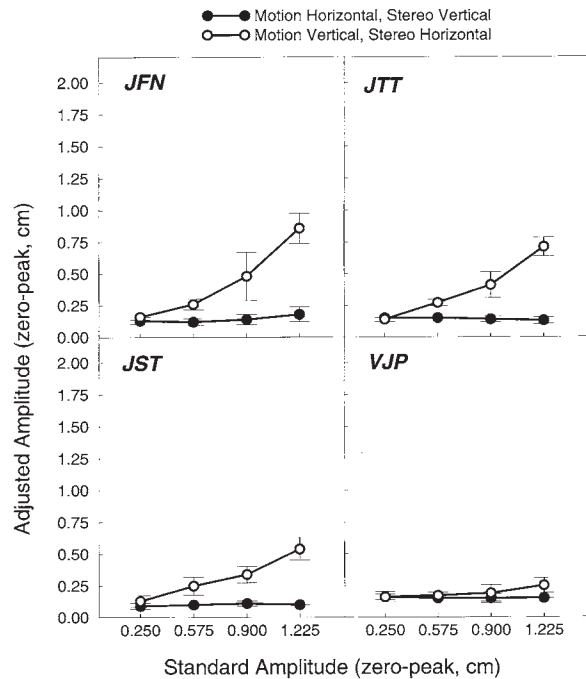 Motion Horizontal, Stereo Vertical
Motion Vertical, Stereo Horizontal
JFN
JTT
2.00
1.75
1.50
1.25
1.00
0.75
0.50
0.25
0.00
JST
VJP
2.00
1.75
1.50
1.25
1.00
0.75
0.50
0.25
0.00
0.250 0.575 0.900 1.225 0.250 0.575 0.900 1.225
Adjusted Amplitude (zero-peak, cm)
Standard Amplitude (zero-peak, cm)